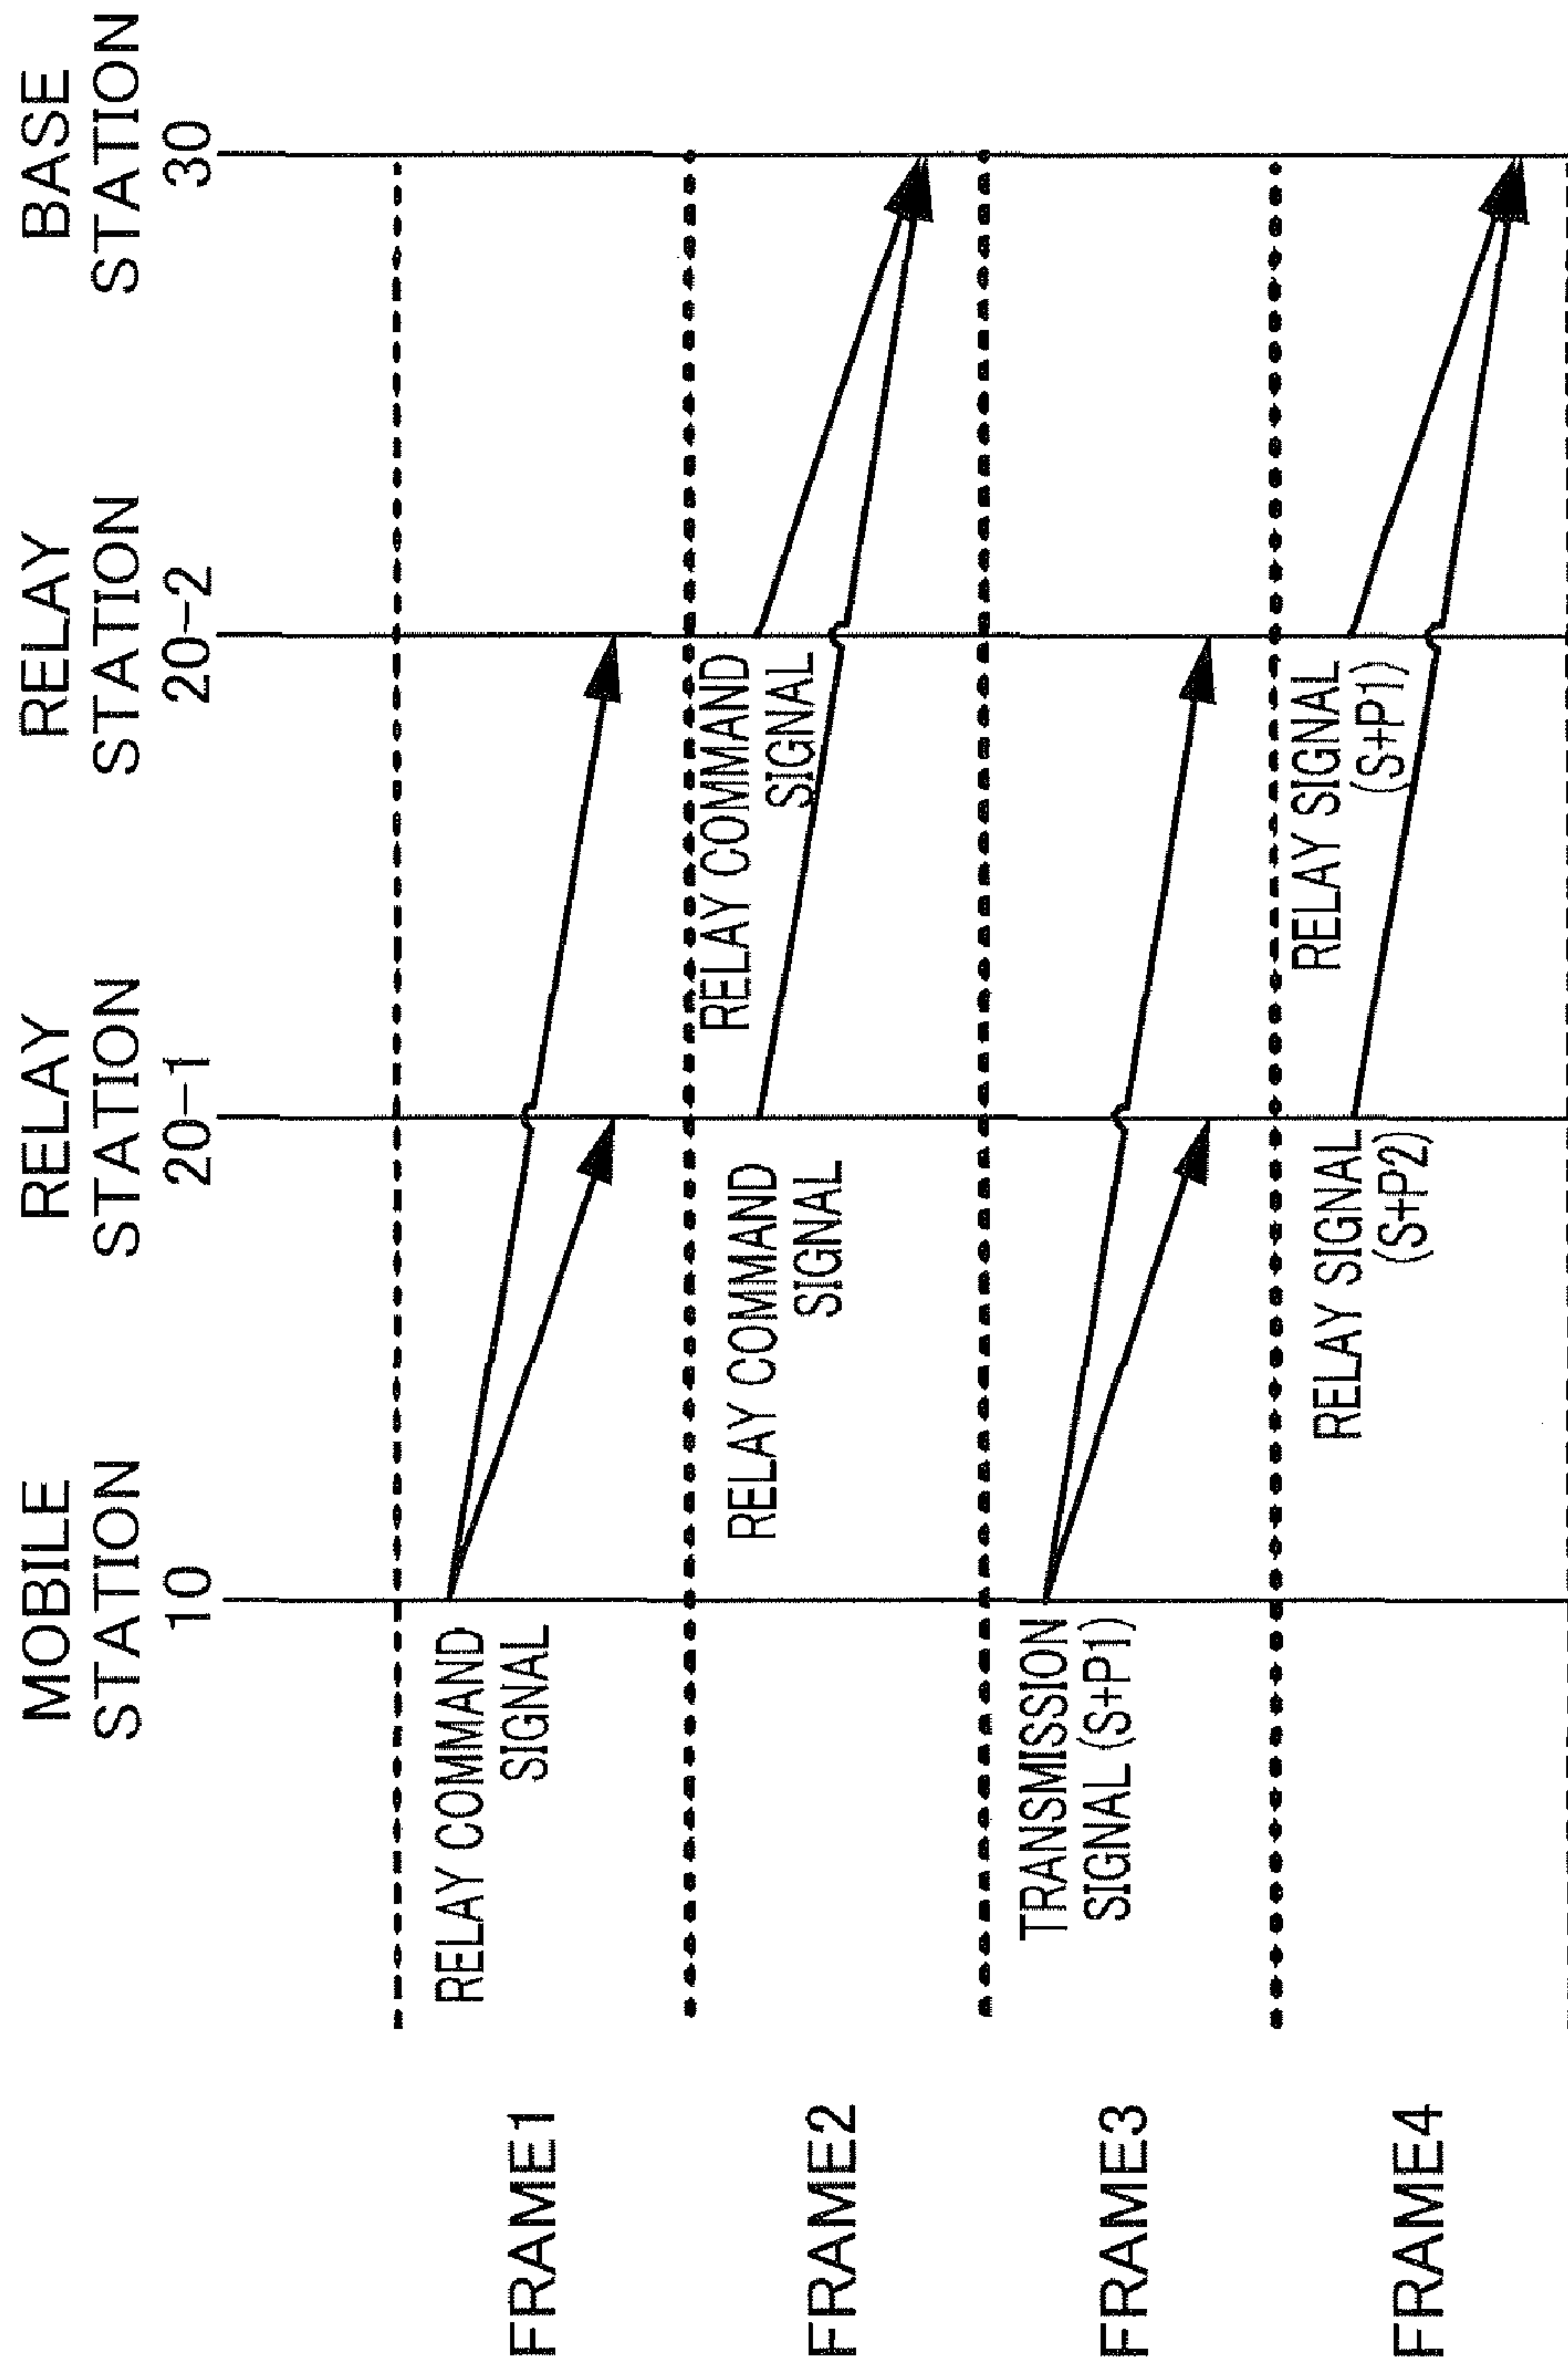 MOBILE
STATION
10
RELAY
STATION
20-1
RELAY
STATION
20-2
BASE
STATION
30
FRAME1
RELAY COMMAND
SIGNAL
FRAME2
RELAY COMMAND
SIGNAL
RELAY COMMAND
SIGNAL
FRAME3
TRANSMISSION
SIGNAL (S+P1)
FRAME4
RELAY SIGNAL
(S+P2)
RELAY SIGNAL
(S+P1)